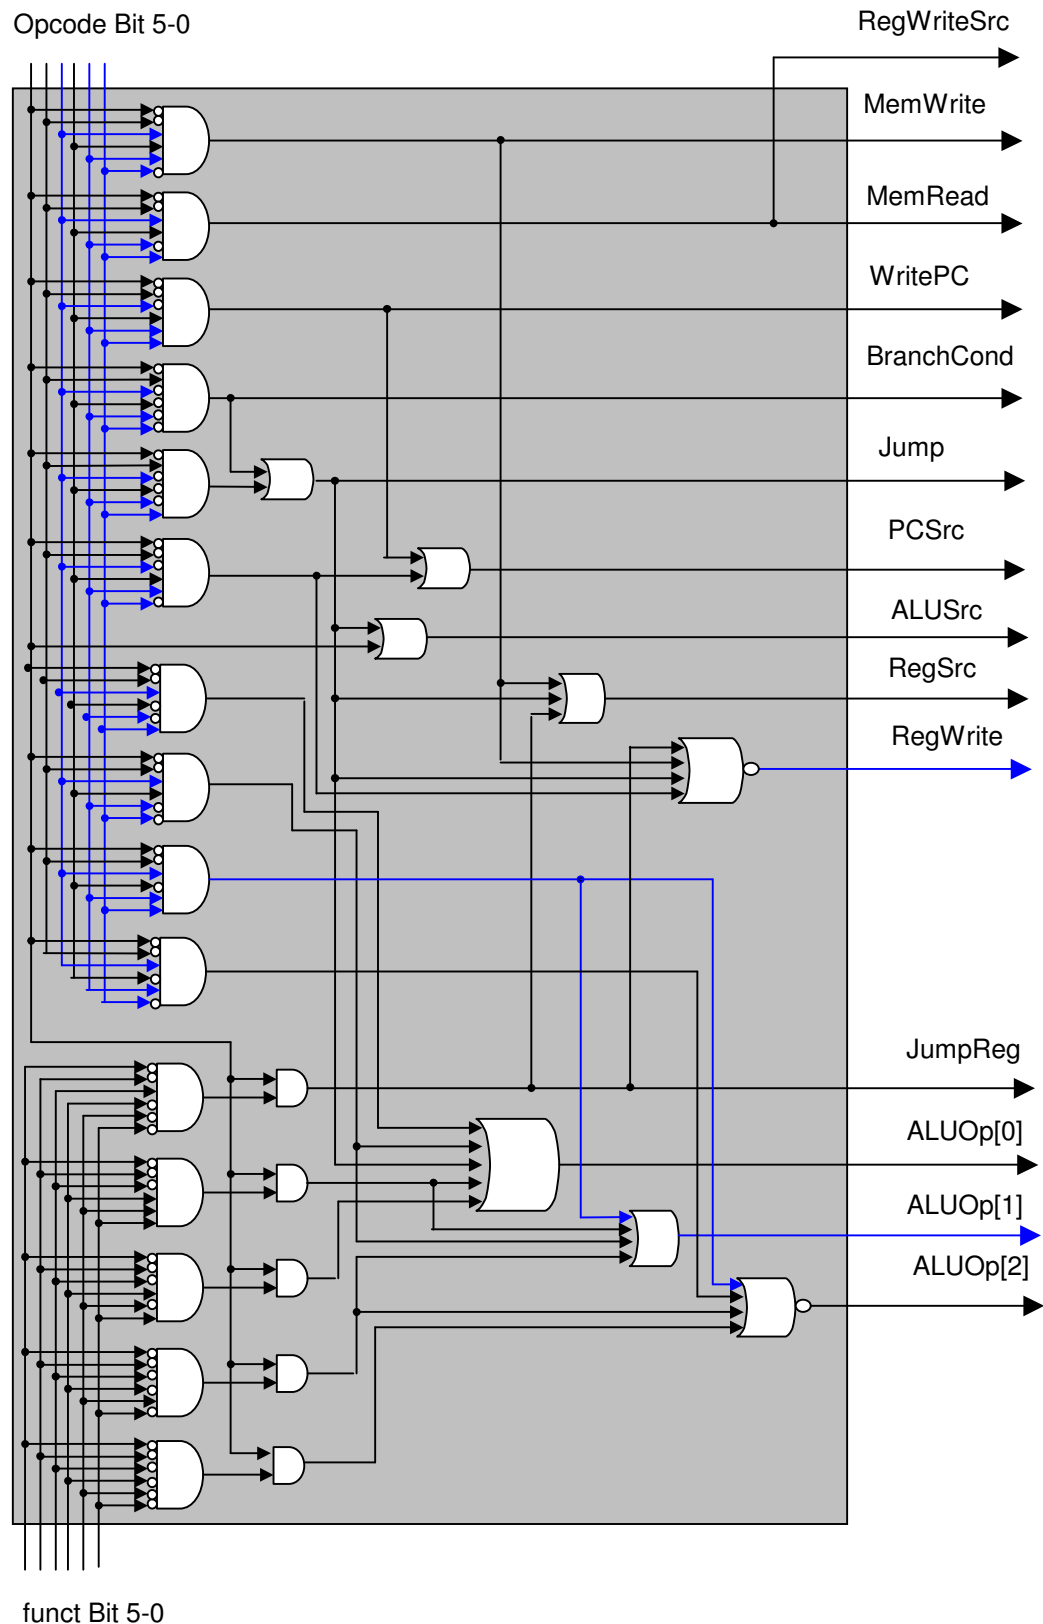 Opcode Bit 5-0
RegWriteSrc
MemWrite
MemRead
WritePC
BranchCond
Jump
PCSrc
ALUSrc
RegSrc
RegWrite
JumpReg
ALUOp[0]
ALUOp[1]
ALUOp[2]
funct Bit 5-0